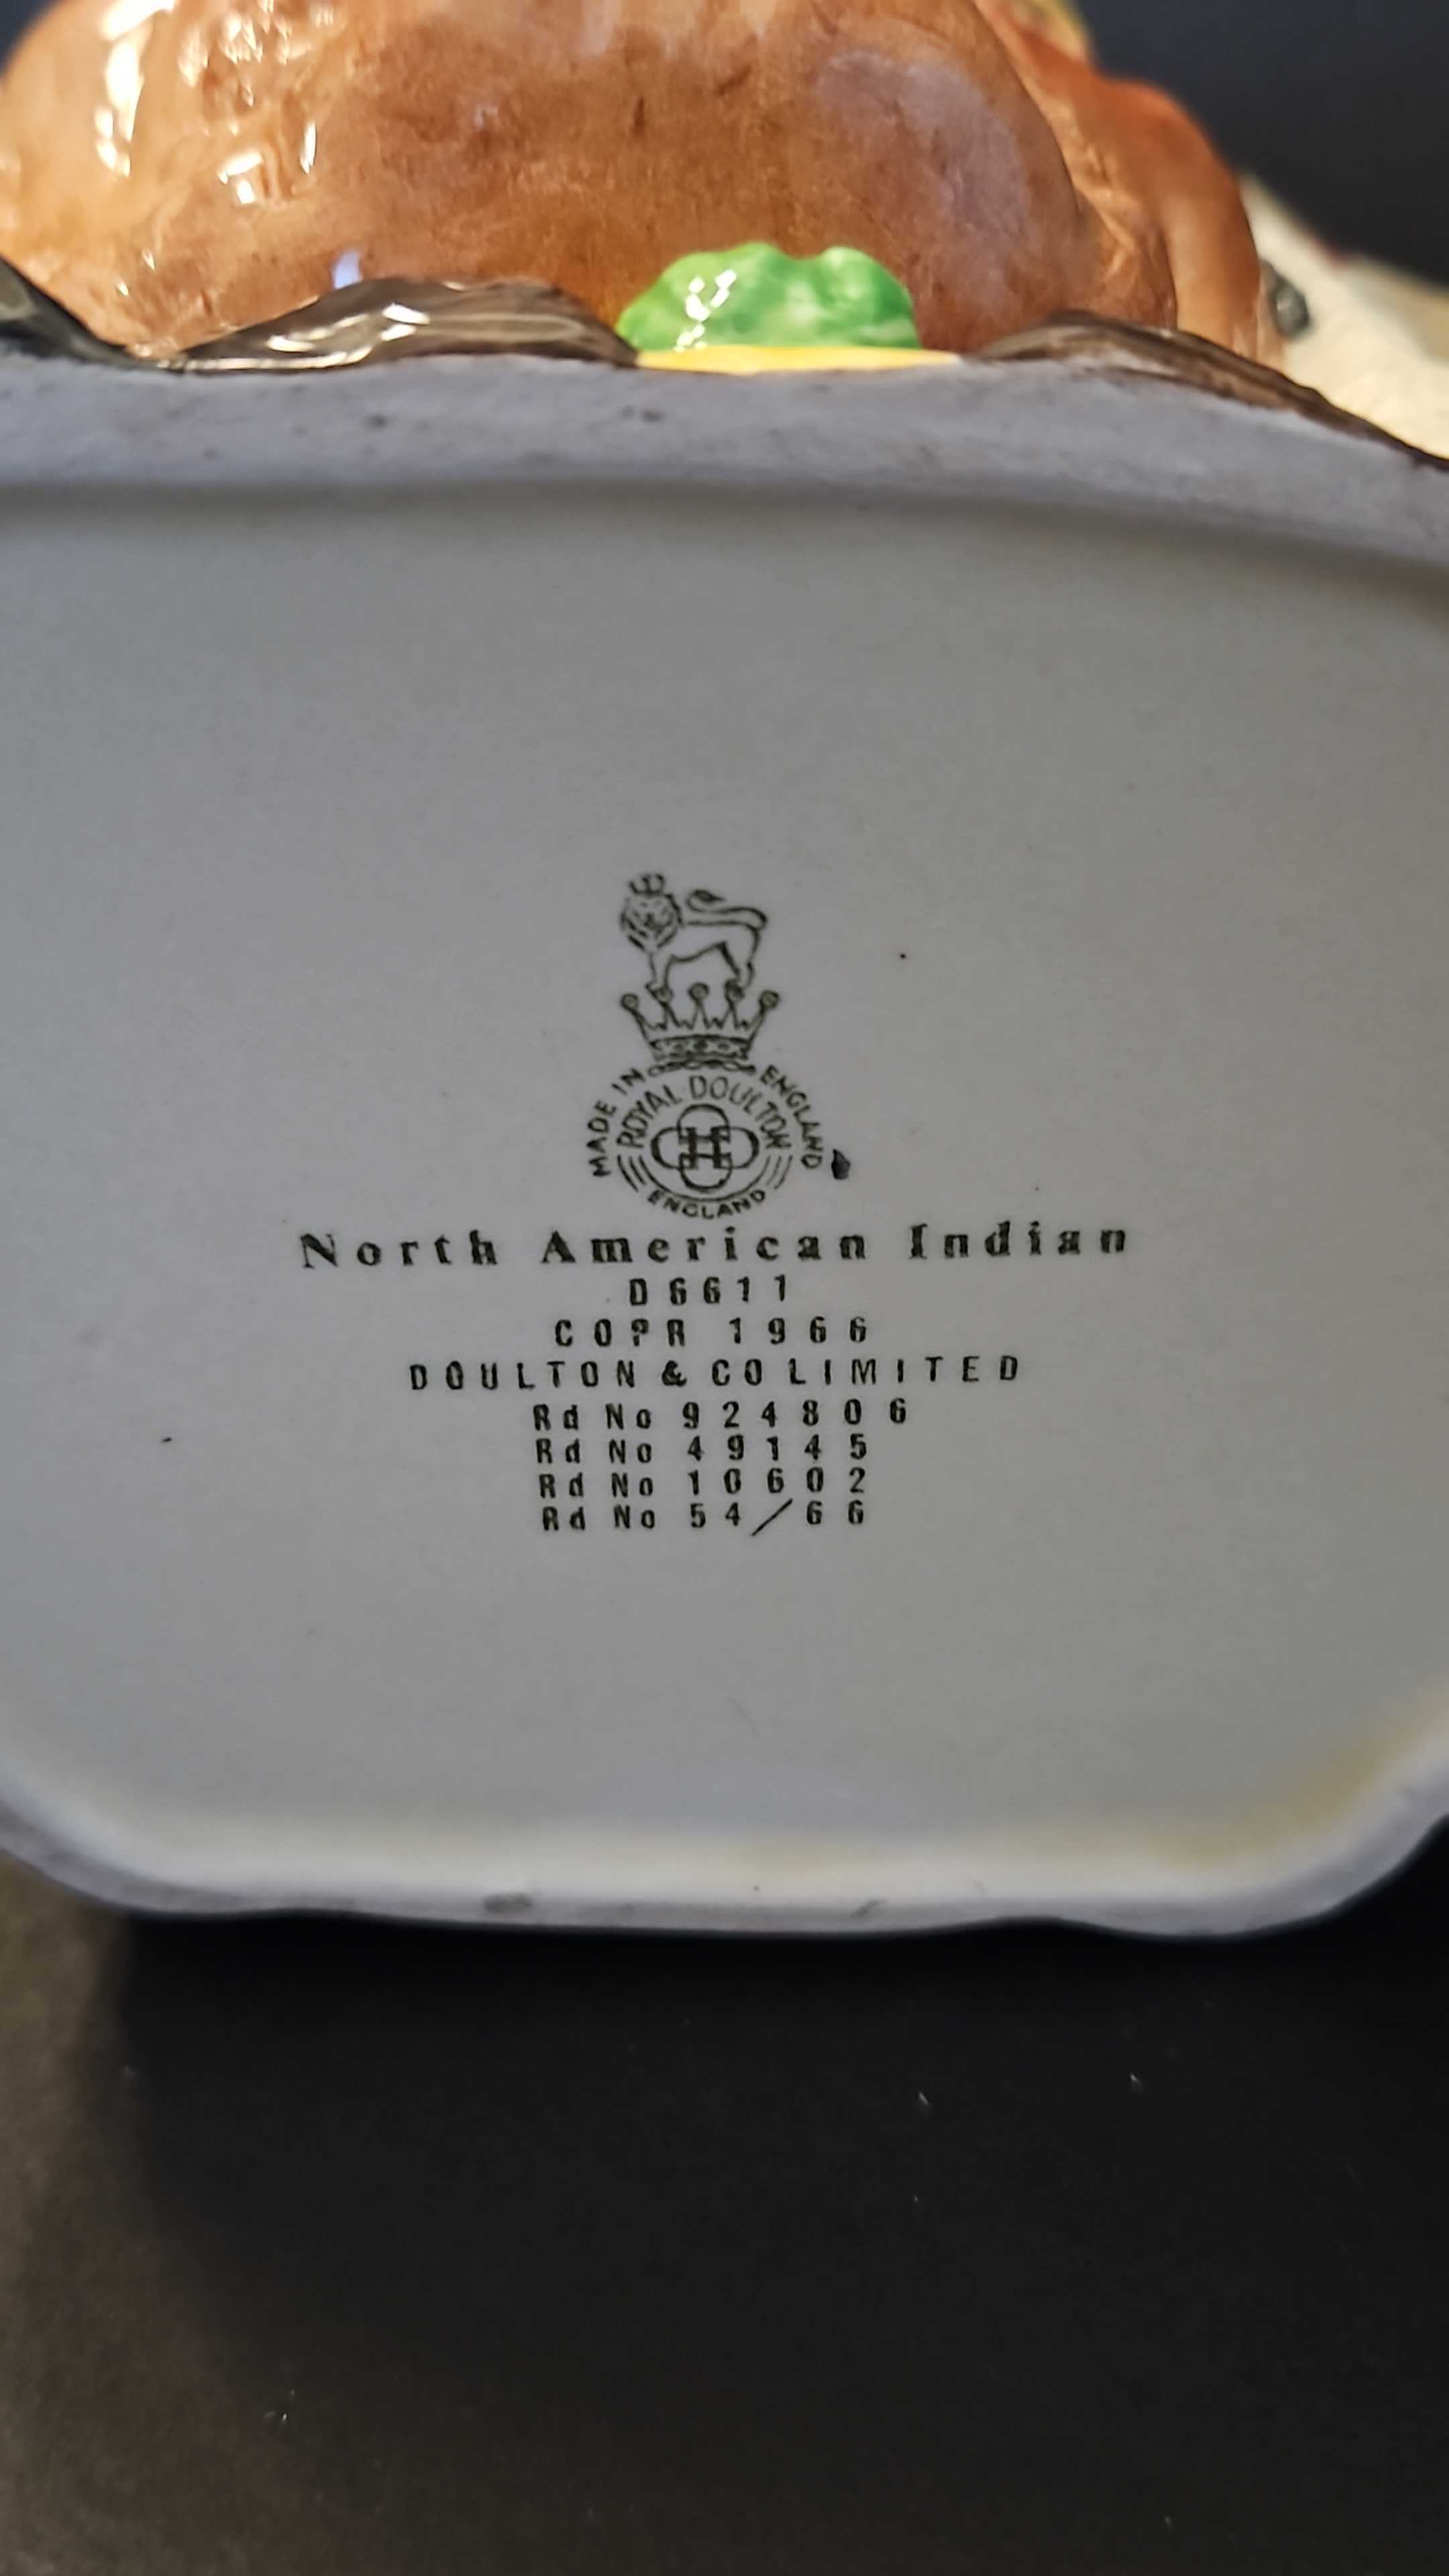 MADE IN ENGLAND
ROYAL DOULTON
ENGLAND
North American Indian
D6611
COPR 1966
DOULTON & CO LIMITED
Rd No 924806
Rd No 49145
Rd No 10602
Rd No 54/66